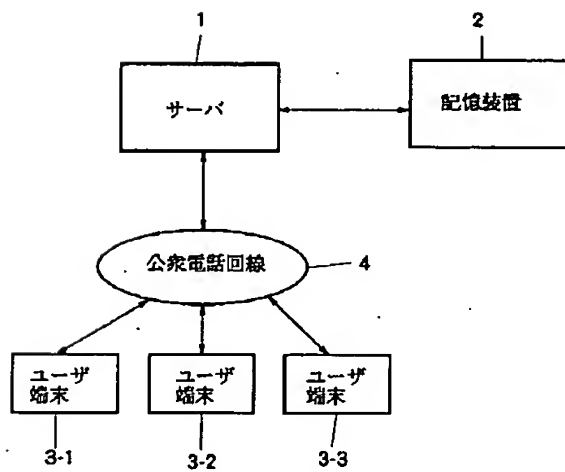 1
2
サーバ
記憶装置
公衆電話回線
4
ユーザ
端末
ユーザ
端末
ユーザ
端末
3-1
3-2
3-3